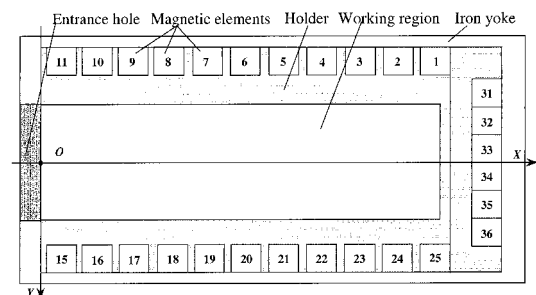 Entrance hole Magnetic elements Holder Working region Iron yoke
11 10 9 8 7 6 5 4 3 2 1
31
32
O 33 X
34
35
36
15 16 17 18 19 20 21 22 23 24 25
Y